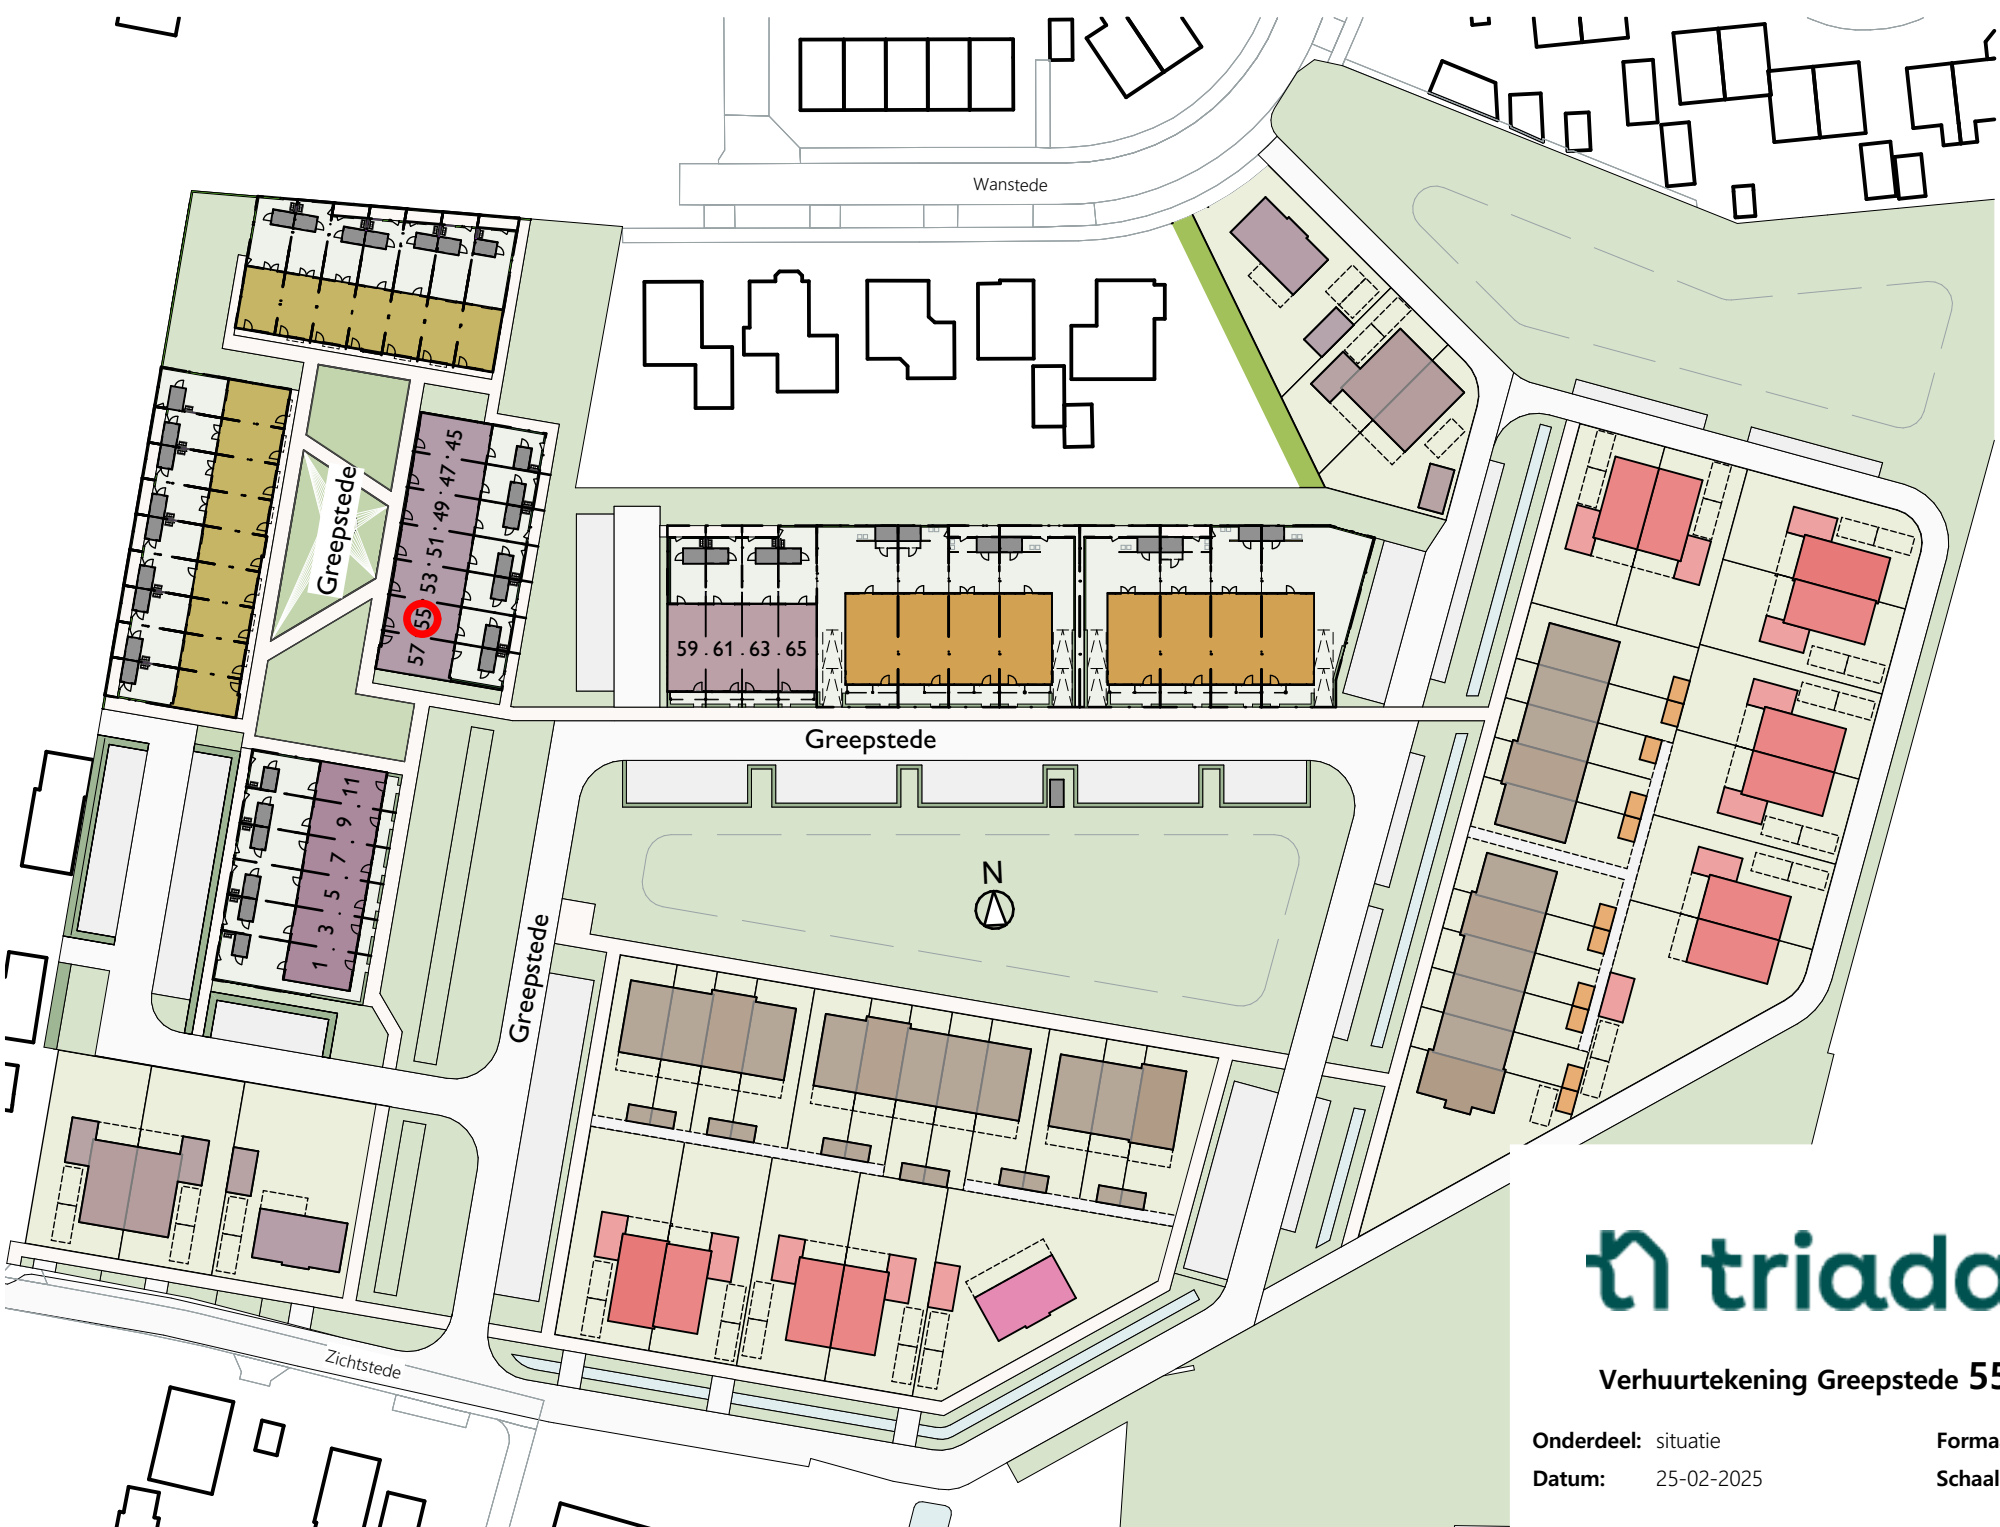 Wanstede
Greepstede
45
47
49
51
53
55
57
59 . 61 . 63 . 65
Greepstede
1 . 3 . 5 . 7 . 9 . 11
N
Greepstede
Zichtstede
triada
Verhuurtekening Greepstede 55
Onderdeel: situatie
Forma
Datum: 25-02-2025
Schaal